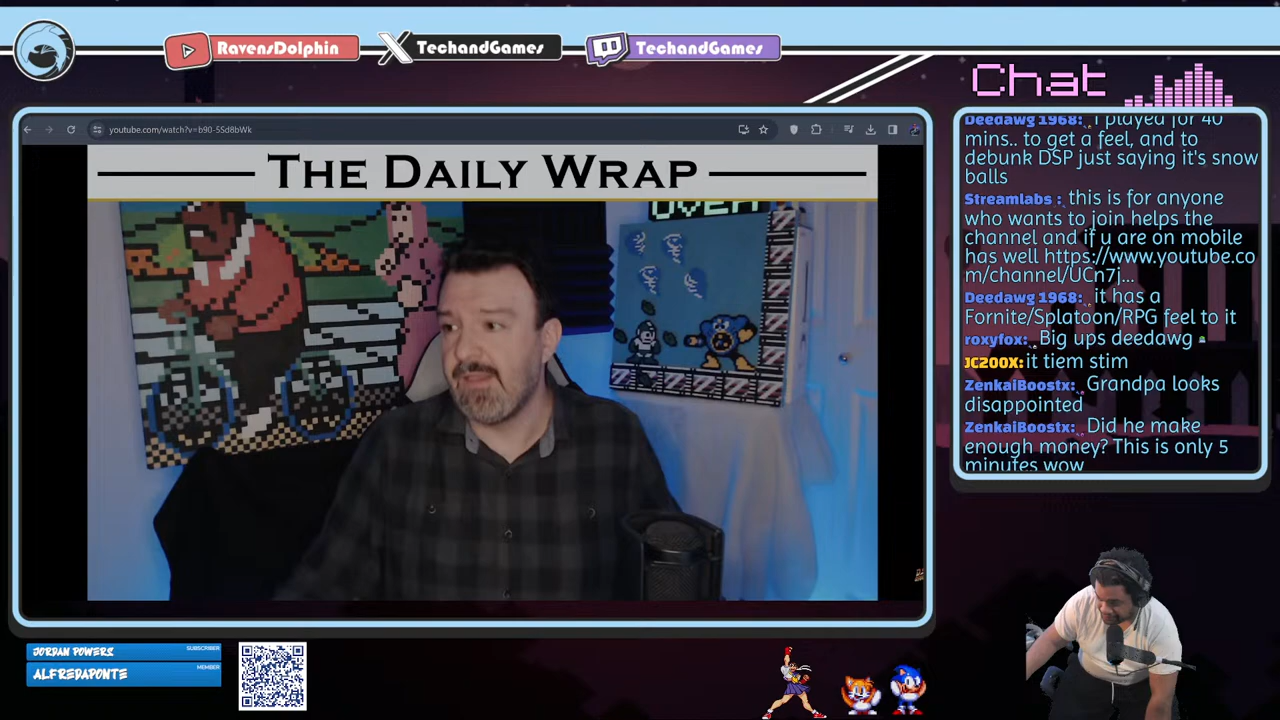 RavensDolphin
TechandGames
TechandGames
Chat
youtube.com/watch?v=b90-5Sd8bWk
THE DAILY WRAP
OVER
Deedawg 1968: I played for 40
mins.. to get a feel, and to
debunk DSP just saying it's snow
balls
Streamlabs : this is for anyone
who wants to join helps the
channel and if u are on mobile
has well https://www.youtube.co
m/channel/UCn7j...
Deedawg 1968: it has a
Fornite/Splatoon/RPG feel to it
roxyfox: Big ups deedawg
JC200X: it tiem stim
ZenkaiBoostx: Grandpa looks
disappointed
ZenkaiBoostx: Did he make
enough money? This is only 5
minutes wow
JORDAN POWERS SUBSCRIBER
ALFREDAPONTE MEMBER